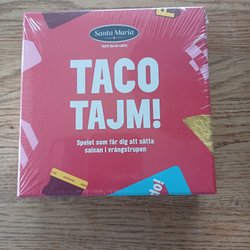 Santa Maria
TACO
TAJM!
Spelet som får dig att sätta
salsan i vrångstrupen